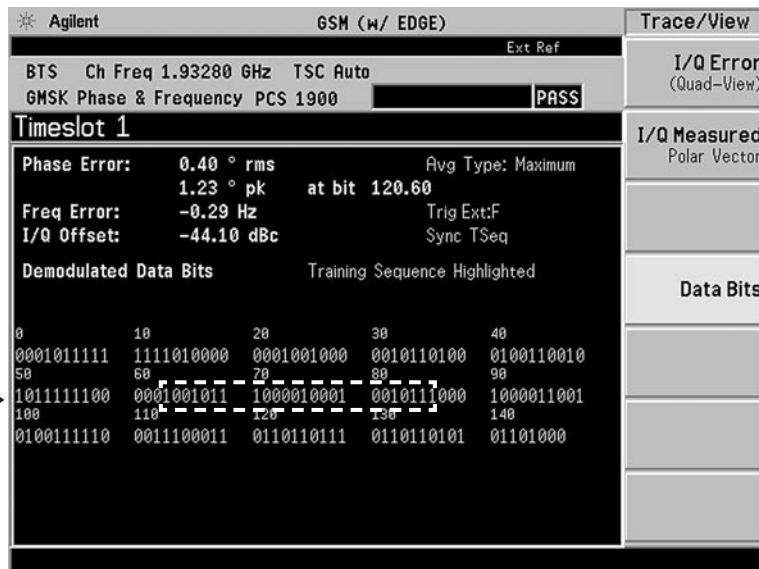 Agilent GSM (w/ EDGE) Trace/View
Ext Ref
BTS Ch Freq 1.93280 GHz TSC Auto
GMSK Phase & Frequency PCS 1900 PASS
Timeslot 1
Phase Error: 0.40 ° rms Avg Type: Maximum
1.23 ° pk at bit 120.60
Freq Error: -0.29 Hz Trig Ext:F
I/Q Offset: -44.10 dBc Sync TSeq
Demodulated Data Bits Training Sequence Highlighted
0 10 20 30 40
0001011111 1111010000 0001001000 0010110100 0100110010
50 60 70 80 90
1011111100 0001001011 1000010001 0010111000 1000011001
100 110 120 130 140
0100111110 0011100011 0110110111 0110110101 01101000
I/Q Error
(Quad-View)
I/Q Measured
Polar Vector
Data Bits